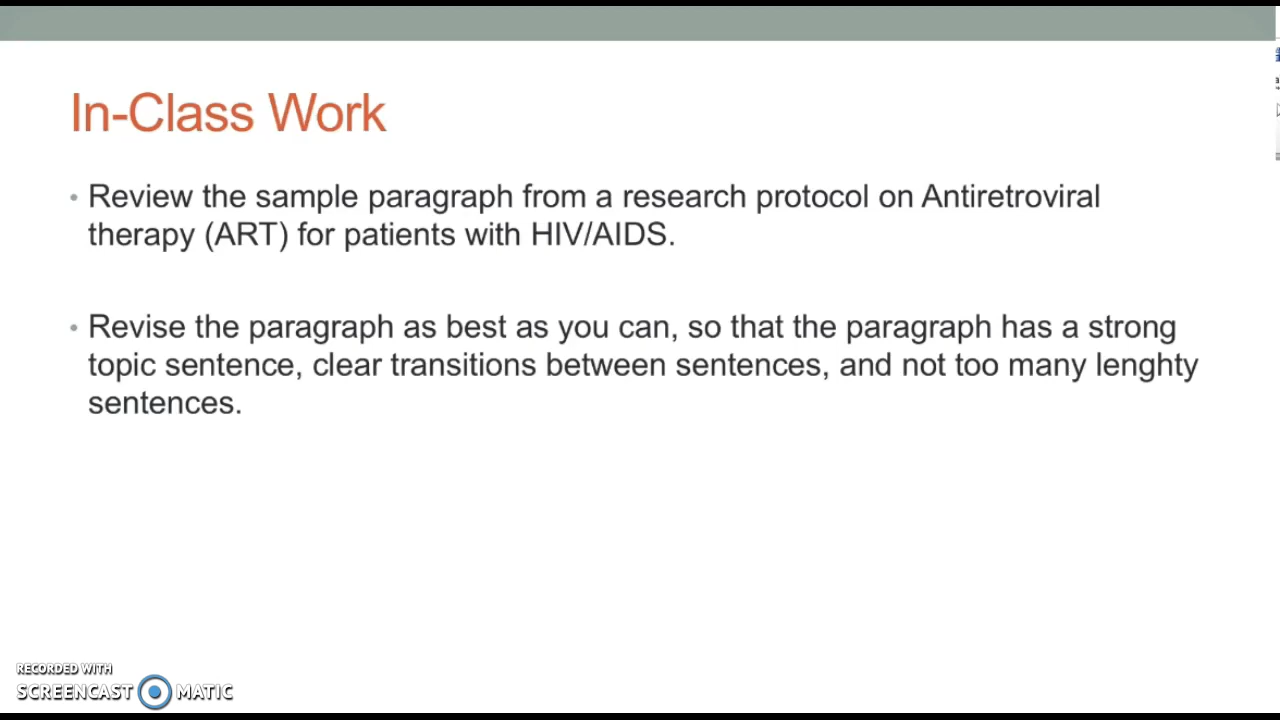 In-Class Work
• Review the sample paragraph from a research protocol on Antiretroviral
therapy (ART) for patients with HIV/AIDS.
• Revise the paragraph as best as you can, so that the paragraph has a strong
topic sentence, clear transitions between sentences, and not too many lenghty
sentences.
RECORDED WITH
SCREENCAST MATIC